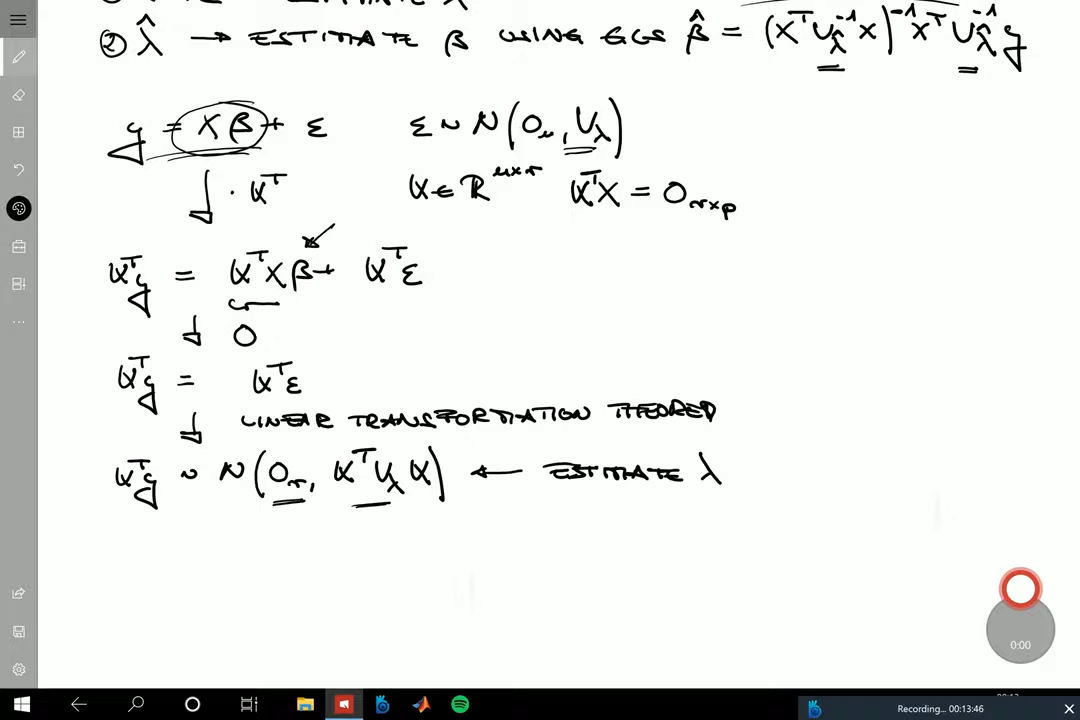 ② λ̂ → ESTIMATE β USING GLS β̂ = (XᵀV_λ̂⁻¹X)⁻¹XᵀV_λ̂⁻¹y
y = Xβ + ε ε ~ N(0ₙ, V_λ)
↓ · Kᵀ K ∈ ℝⁿˣʳ KᵀX = 0ᵣₓₚ
Kᵀy = KᵀXβ + Kᵀε
↓ 0
Kᵀy = Kᵀε
↓ LINEAR TRANSFORMATION THEOREM
Kᵀy ~ N(0ᵣ, KᵀV_λK) ← ESTIMATE λ
0:00
Recording... 00:13:46